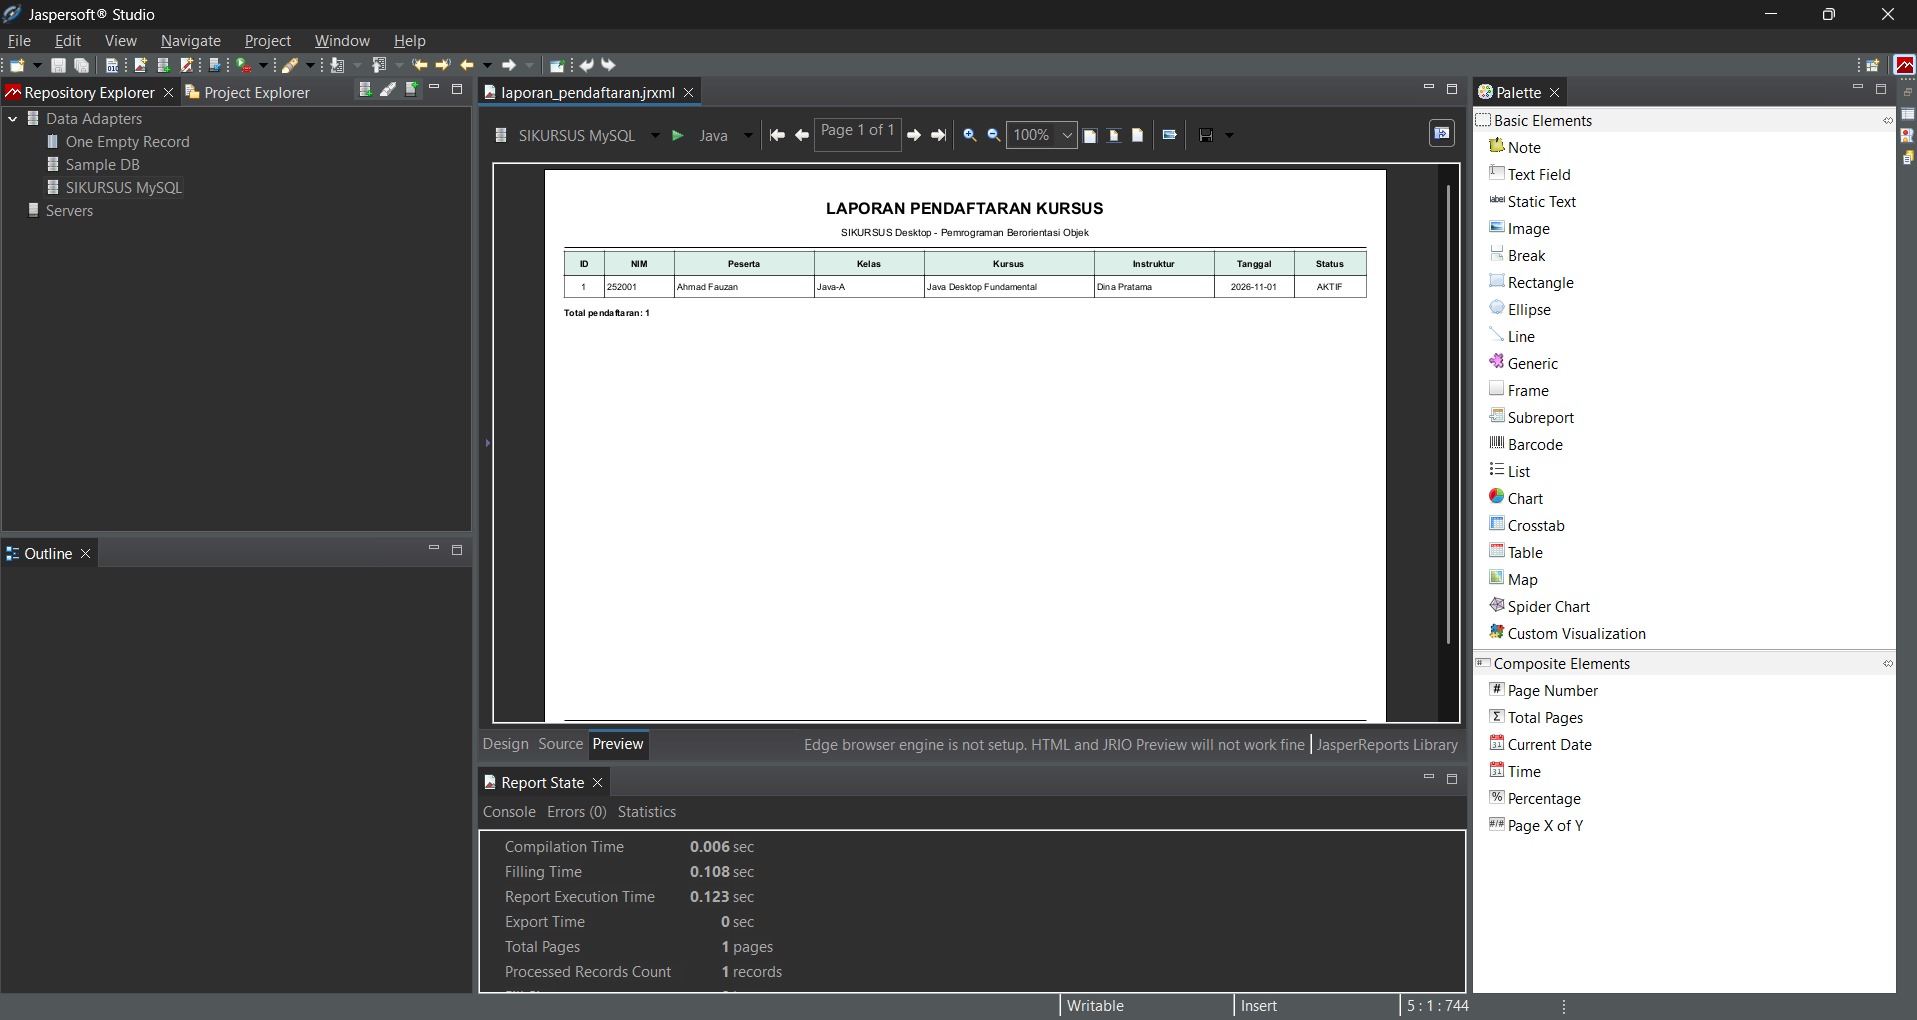 Jaspersoft® Studio
File Edit View Navigate Project Window Help
Repository Explorer Project Explorer
Data Adapters
One Empty Record
Sample DB
SIKURSUS MySQL
Servers
Outline
laporan_pendaftaran.jrxml
SIKURSUS MySQL Java Page 1 of 1 100%
LAPORAN PENDAFTARAN KURSUS
SIKURSUS Desktop - Pemrograman Berorientasi Objek
ID NIM Peserta Kelas Kursus Instruktur Tanggal Status
1 252001 Ahmad Fauzan Java-A Java Desktop Fundamental Dina Pratama 2026-11-01 AKTIF
Total pendaftaran: 1
Design Source Preview Edge browser engine is not setup. HTML and JRIO Preview will not work fine JasperReports Library
Report State
Console Errors (0) Statistics
Compilation Time 0.006 sec
Filling Time 0.108 sec
Report Execution Time 0.123 sec
Export Time 0 sec
Total Pages 1 pages
Processed Records Count 1 records
Palette
Basic Elements
Note
Text Field
label Static Text
Image
Break
Rectangle
Ellipse
Line
Generic
Frame
Subreport
Barcode
List
Chart
Crosstab
Table
Map
Spider Chart
Custom Visualization
Composite Elements
# Page Number
Σ Total Pages
31 Current Date
31 Time
% Percentage
#/# Page X of Y
Writable Insert 5 : 1 : 744